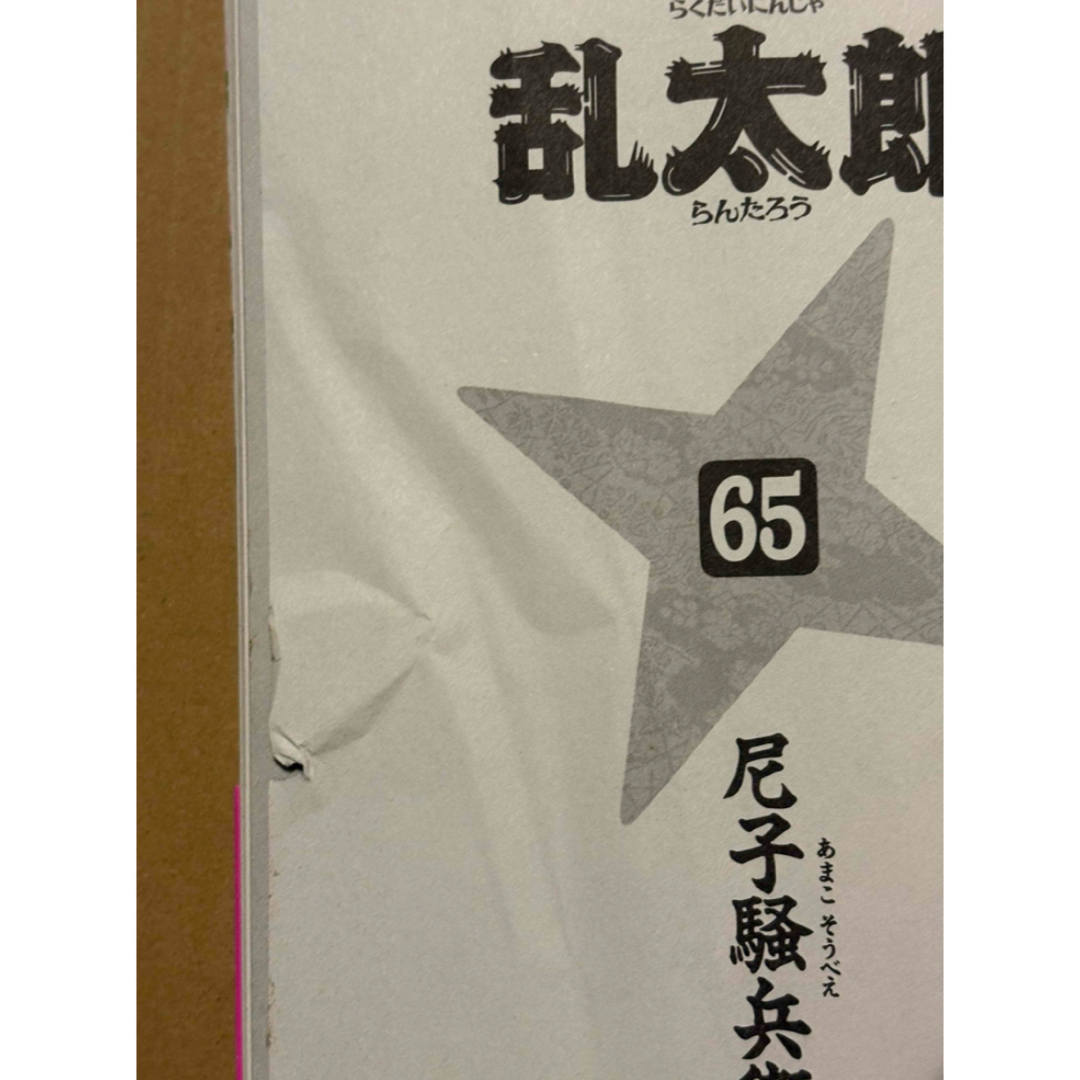 らくだいにんじゃ
乱太郎
らんたろう
65
尼子騒兵衛
あまこ そうべえ